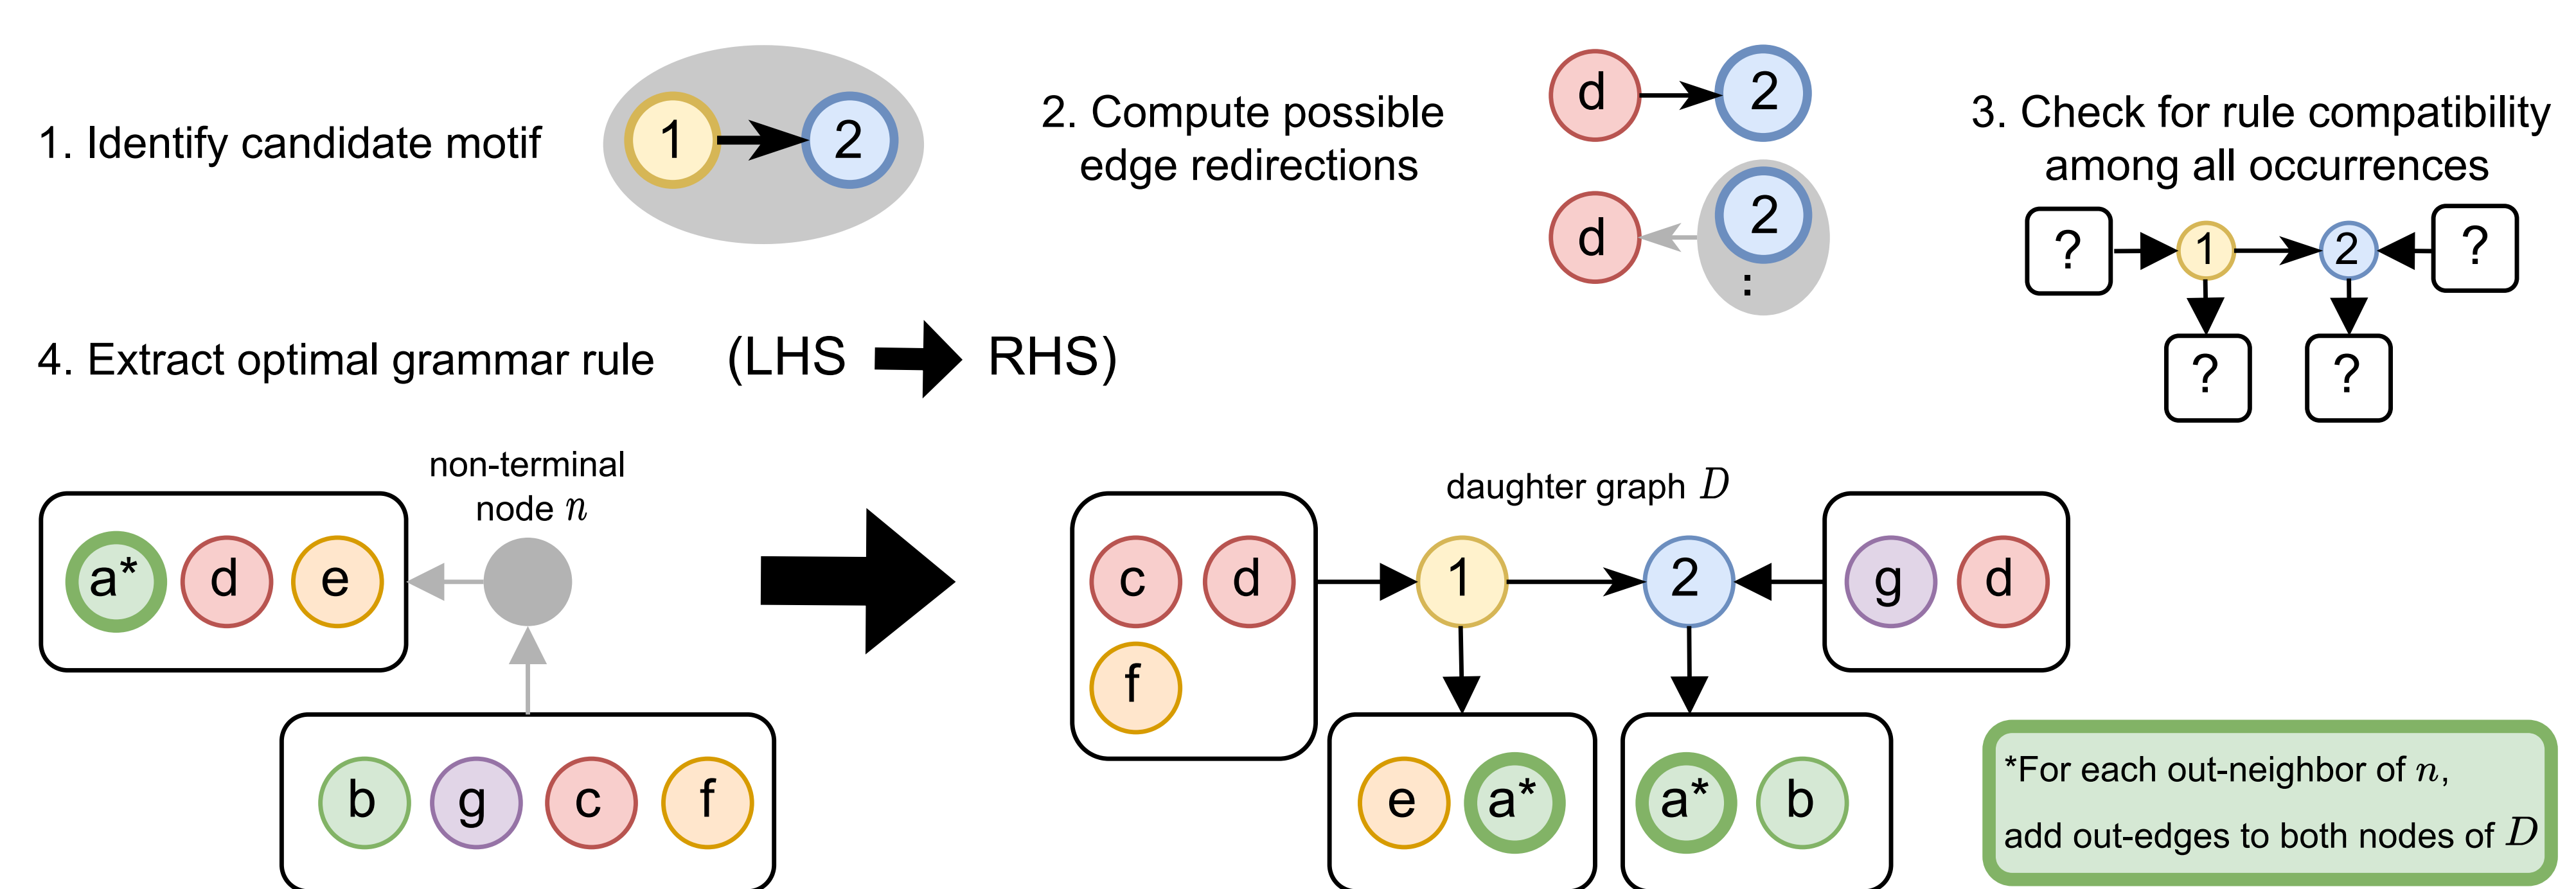 1. Identify candidate motif
1
2
2. Compute possible
edge redirections
d
2
d
2
:
3. Check for rule compatibility
among all occurrences
?
1
2
?
?
?
4. Extract optimal grammar rule
(LHS
RHS)
non-terminal
node n
a*
d
e
b
g
c
f
daughter graph D
c
d
f
1
2
g
d
e
a*
a*
b
*For each out-neighbor of n,
add out-edges to both nodes of D